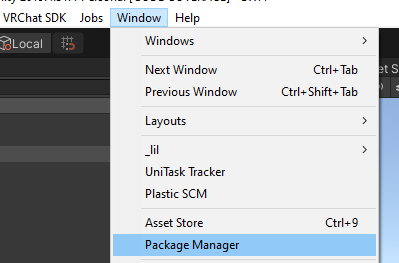 VRChat SDK Jobs Window Help
Local
Windows
Next Window Ctrl+Tab
Previous Window Ctrl+Shift+Tab
Layouts
_lil
UniTask Tracker
Plastic SCM
Asset Store Ctrl+9
Package Manager